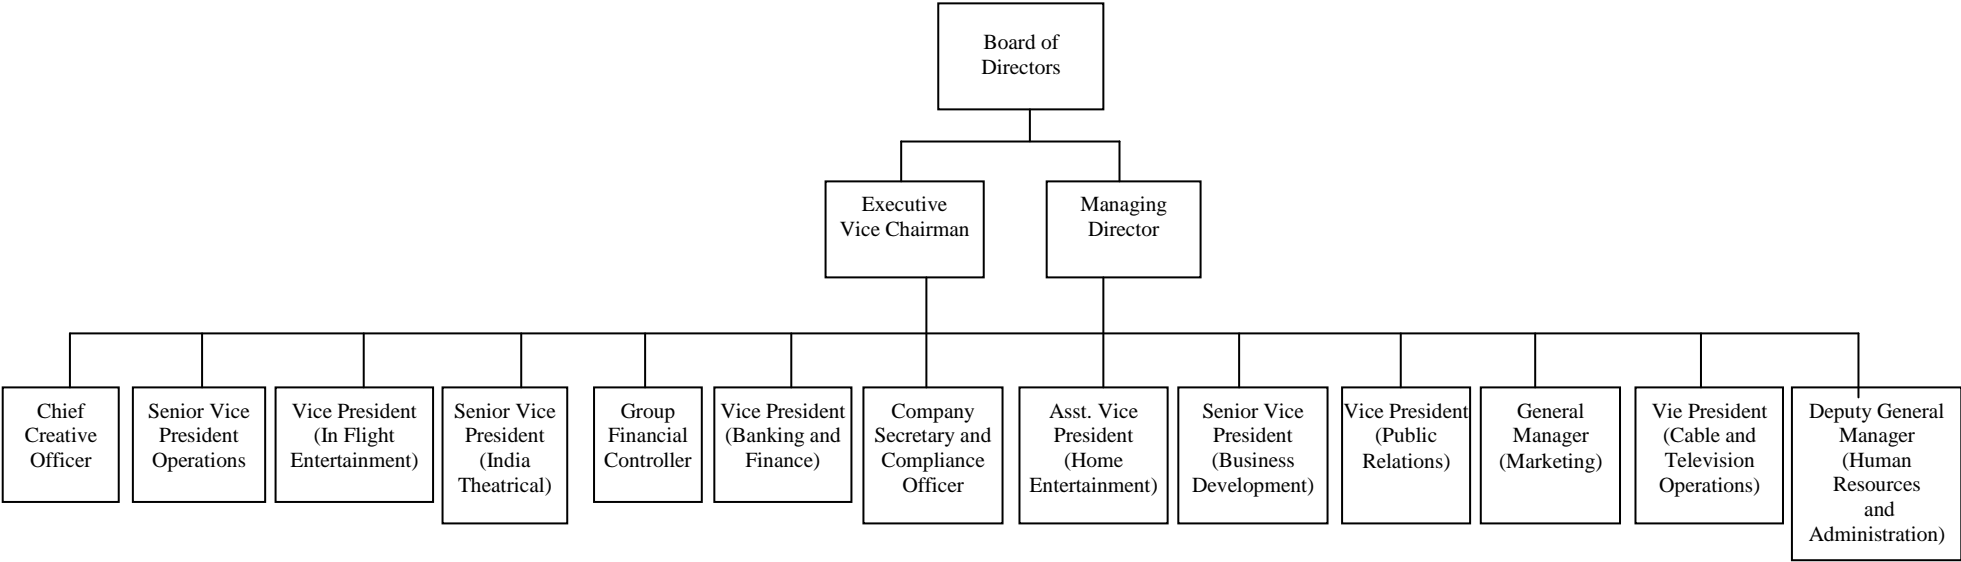 Board of
Directors
Executive
Vice Chairman
Managing
Director
Chief
Creative
Officer
Senior Vice
President
Operations
Vice President
(In Flight
Entertainment)
Senior Vice
President
(India
Theatrical)
Group
Financial
Controller
Vice President
(Banking and
Finance)
Company
Secretary and
Compliance
Officer
Asst. Vice
President
(Home
Entertainment)
Senior Vice
President
(Business
Development)
Vice President
(Public
Relations)
General
Manager
(Marketing)
Vie President
(Cable and
Television
Operations)
Deputy General
Manager
(Human
Resources
and
Administration)